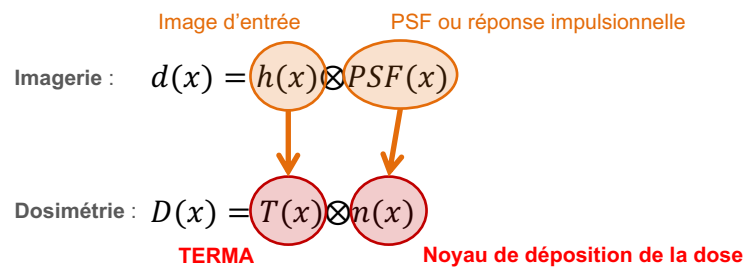 Image d’entrée PSF ou réponse impulsionnelle
Imagerie : d(x) = h(x)⊗PSF(x)
Dosimétrie : D(x) = T(x)⊗n(x)
TERMA Noyau de déposition de la dose